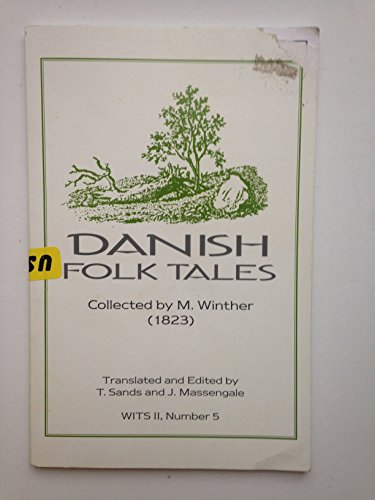 DANISH
FOLK TALES
Collected by M. Winther
(1823)
Translated and Edited by
T. Sands and J. Massengale
WITS II, Number 5